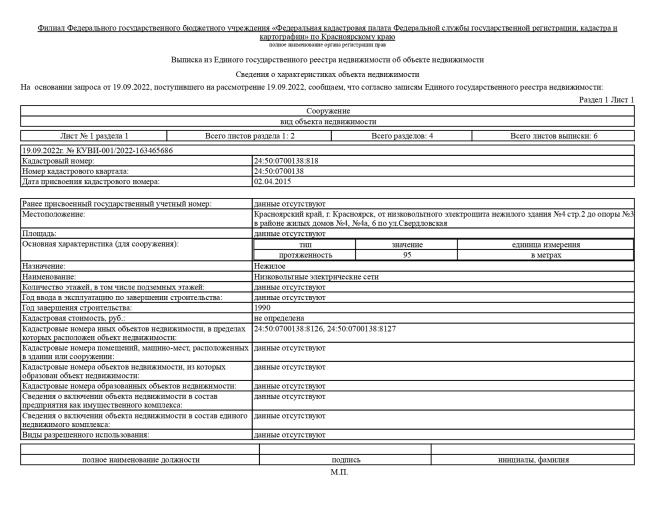 Филиал Федерального государственного бюджетного учреждения «Федеральная кадастровая палата Федеральной службы государственной регистрации, кадастра и
картографии» по Красноярскому краю
полное наименование органа регистрации прав
Выписка из Единого государственного реестра недвижимости об объекте недвижимости
Сведения о характеристиках объекта недвижимости
На основании запроса от 19.09.2022, поступившего на рассмотрение 19.09.2022, сообщаем, что согласно записям Единого государственного реестра недвижимости:
Раздел 1 Лист 1
Сооружение
вид объекта недвижимости
Лист № 1 раздела 1 Всего листов раздела 1: 2 Всего разделов: 4 Всего листов выписки: 6
19.09.2022г. № КУВИ-001/2022-163465686
Кадастровый номер: 24:50:0700138:818
Номер кадастрового квартала: 24:50:0700138
Дата присвоения кадастрового номера: 02.04.2015
Ранее присвоенный государственный учетный номер: данные отсутствуют
Местоположение: Красноярский край, г. Красноярск, от низковольтного электрощита нежилого здания №4 стр.2 до опоры №3
в районе жилых домов №4, №4а, 6 по ул.Свердловская
Площадь: данные отсутствуют
Основная характеристика (для сооружения): тип значение единица измерения
протяженность 95 в метрах
Назначение: Нежилое
Наименование: Низковольтные электрические сети
Количество этажей, в том числе подземных этажей: данные отсутствуют
Год ввода в эксплуатацию по завершении строительства: данные отсутствуют
Год завершения строительства: 1990
Кадастровая стоимость, руб.: не определена
Кадастровые номера иных объектов недвижимости, в пределах 24:50:0700138:8126, 24:50:0700138:8127
которых расположен объект недвижимости:
Кадастровые номера помещений, машино-мест, расположенных данные отсутствуют
в здании или сооружении:
Кадастровые номера объектов недвижимости, из которых данные отсутствуют
образован объект недвижимости:
Кадастровые номера образованных объектов недвижимости: данные отсутствуют
Сведения о включении объекта недвижимости в состав данные отсутствуют
предприятия как имущественного комплекса:
Сведения о включении объекта недвижимости в состав единого данные отсутствуют
недвижимого комплекса:
Виды разрешенного использования: данные отсутствуют
полное наименование должности подпись инициалы, фамилия
М.П.